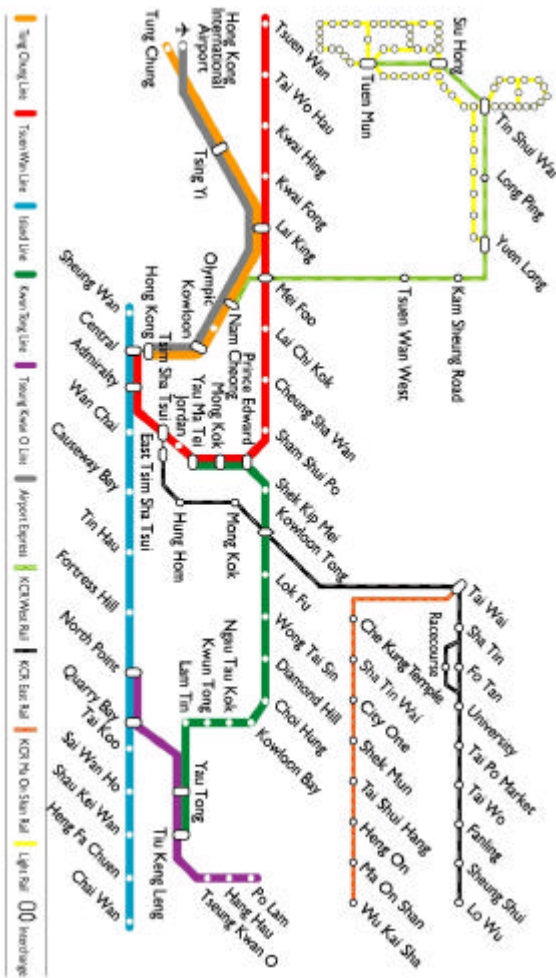 Tung Chung Line
Tsuen Wan Line
Island Line
Kwun Tong Line
Tseung Kwan O Line
Airport Express
KCR West Rail
KCR East Rail
KCR Ma On Shan Rail
Light Rail
Interchange
Siu Hong
Tin Shui Wai
Long Ping
Yuen Long
Tuen Mun
Kam Sheung Road
Tsuen Wan West
Hong Kong
International
Airport
Tung Chung
Tsing Yi
Tsuen Wan
Tai Wo Hau
Kwai Hing
Kwai Fong
Lai King
Mei Foo
Lai Chi Kok
Cheung Sha Wan
Sham Shui Po
Olympic
Kowloon
Hong Kong
Nam
Cheong
Prince Edward
Mong Kok
Yau Ma Tei
Jordan
Tsim
Sha
Tsui
East Tsim Sha Tsui
Hung Hom
Mong Kok
Shek Kip Mei
Kowloon Tong
Lok Fu
Wong Tai Sin
Diamond Hill
Choi Hung
Kowloon Bay
Ngau Tau Kok
Kwun Tong
Lam Tin
Yau Tong
Tiu Keng Leng
Tseung Kwan O
Hang Hau
Po Lam
Sheung Wan
Central
Admiralty
Wan Chai
Causeway Bay
Tin Hau
Fortress Hill
North Point
Quarry Bay
Tai Koo
Sai Wan Ho
Shau Kei Wan
Heng Fa Chuen
Chai Wan
Tai Wai
Sha Tin
Fo Tan
Racecourse
University
Tai Po Market
Tai Wo
Fanling
Sheung Shui
Lo Wu
Che Kung Temple
Sha Tin Wai
City One
Shek Mun
Tai Shui Hang
Heng On
Ma On Shan
Wu Kai Sha